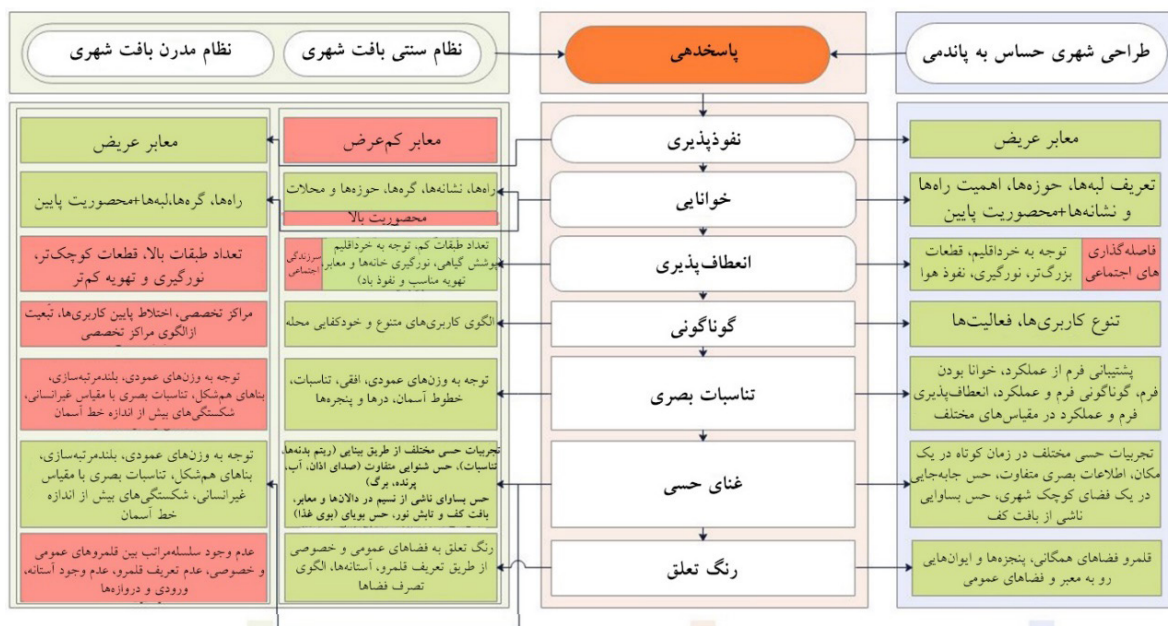 طراحی شهری حساس به پاندمی
پاسخدهی
نظام سنتی بافت شهری
نظام مدرن بافت شهری
معابر عریض
نفوذپذیری
معابر کم‌عرض
معابر عریض
تعریف لبه‌ها، حوزه‌ها، اهمیت راه‌ها
و نشانه‌ها+محصوریت پایین
خوانایی
راه‌ها، نشانه‌ها، گره‌ها، حوزه‌ها و محلات
محصوریت بالا
راه‌ها، گره‌ها،لبه‌ها+محصوریت پایین
فاصله‌گذاری
های اجتماعی
توجه به خرداقلیم، قطعات
بزرگ‌تر، نورگیری، نفوذ هوا
انعطاف‌پذیری
تعداد طبقات کم، توجه به خرداقلیم
پوشش گیاهی، نورگیری خانه‌ها و معابر،
تهویه مناسب و نفوذ باد)
سرزندگی
اجتماعی
تعداد طبقات بالا، قطعات کوچک‌تر،
نورگیری و تهویه کم‌تر
تنوع کاربری‌ها، فعالیت‌ها
گوناگونی
الگوی کاربری‌های متنوع و خودکفایی محله
مراکز تخصصی، اختلاط پایین کاربری‌ها، تبعیت
ازالگوی مراکز تخصصی
پشتیبانی فرم از عملکرد، خوانا بودن
فرم، گوناگونی فرم و عملکرد، انعطاف‌پذیری
فرم و عملکرد در مقیاس‌های مختلف
تناسبات بصری
توجه به وزن‌های عمودی، افقی، تناسبات،
خطوط آسمان، درها و پنجره‌ها
توجه به وزن‌های عمودی، بلندمرتبه‌سازی،
بناهای هم‌شکل، تناسبات بصری با مقیاس غیرانسانی،
شکستگی‌های بیش از اندازه خط آسمان
تجربیات حسی مختلف در زمان کوتاه در یک
مکان، اطلاعات بصری متفاوت، حس جابه‌جایی
در یک فضای کوچک شهری، حس بساوایی
ناشی از بافت کف
غنای حسی
تجربیات حسی مختلف از طریق بینایی (ریتم بدنه‌ها،
تناسبات)، حس شنوایی متفاوت (صدای اذان، آب،
پرنده، برگ)
حس بساوای ناشی از نسیم در دالان‌ها و معابر،
بافت کف و تابش نور، حس بویای (بوی غذا)
توجه به وزن‌های عمودی، بلندمرتبه‌سازی،
بناهای هم‌شکل، تناسبات بصری با مقیاس
غیرانسانی، شکستگی‌های بیش از اندازه
خط آسمان
قلمرو فضاهای همگانی، پنجزه‌ها و ایوان‌هایی
رو به معبر و فضاهای عمومی
رنگ تعلق
رنگ تعلق به فضاهای عمومی و خصوصی
از طریق تعریف قلمرو، آستانه‌ها، الگوی
تصرف فضاها
عدم وجود سلسله‌مراتب بین قلمروهای عمومی
و خصوصی، عدم تعریف قلمرو، عدم وجود آستانه،
ورودی و دروازه‌ها